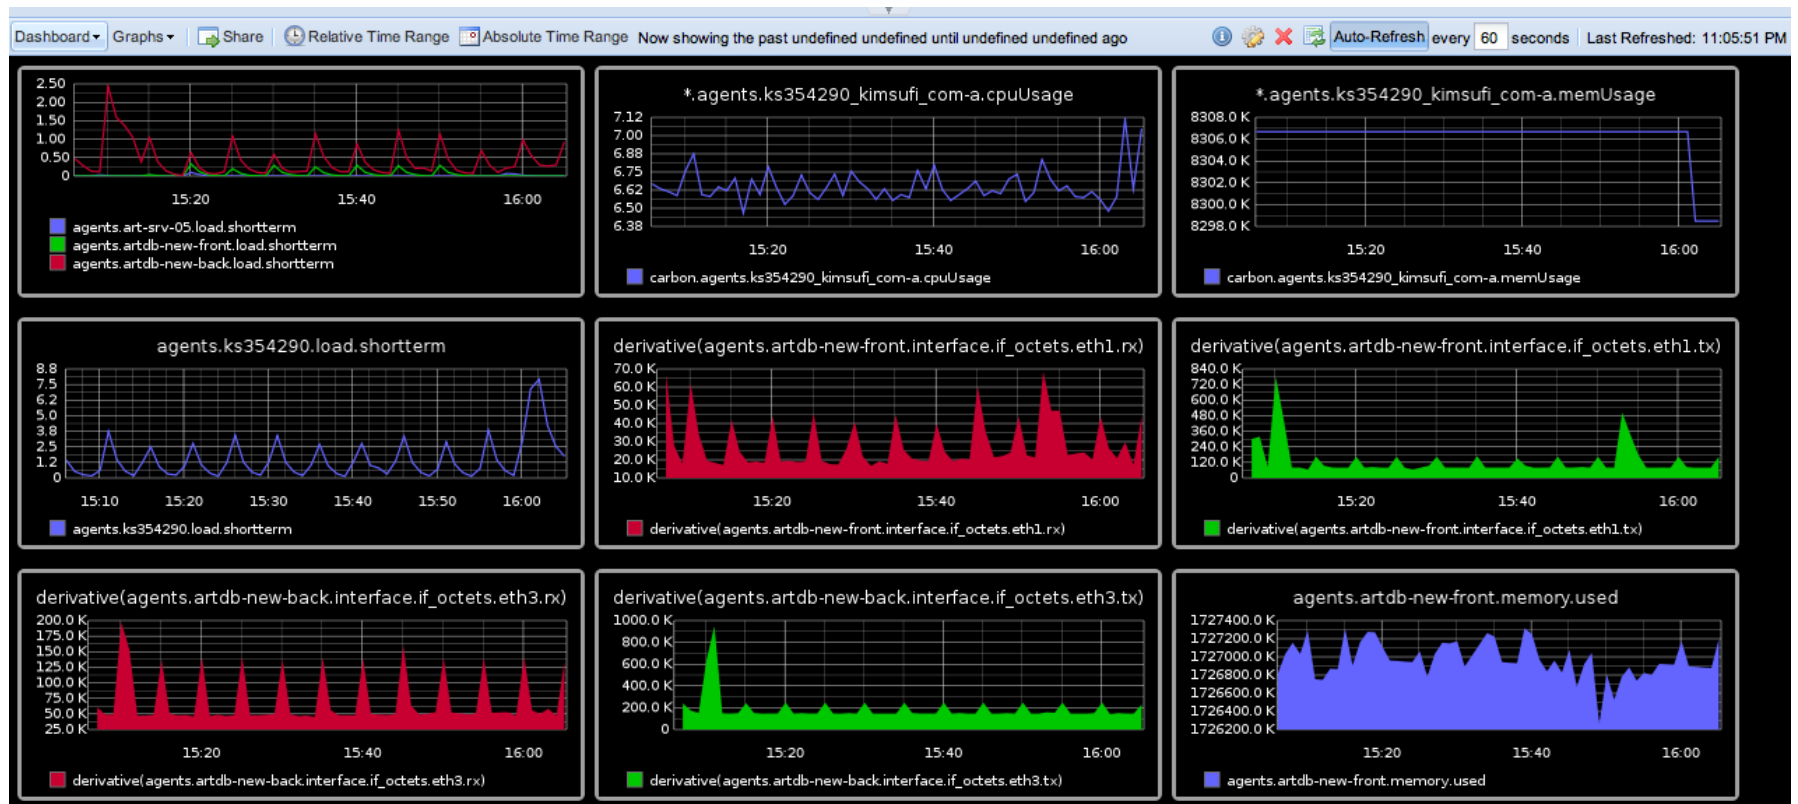 Dashboard Graphs Share Relative Time Range Absolute Time Range Now showing the past undefined undefined until undefined undefined ago Auto-Refresh every 60 seconds Last Refreshed: 11:05:51 PM
2.50
2.00
1.50
1.00
0.50
0
15:20 15:40 16:00
agents.art-srv-05.load.shortterm
agents.artdb-new-front.load.shortterm
agents.artdb-new-back.load.shortterm
*.agents.ks354290_kimsufi_com-a.cpuUsage
7.12
7.00
6.88
6.75
6.62
6.50
6.38
15:20 15:40 16:00
carbon.agents.ks354290_kimsufi_com-a.cpuUsage
*.agents.ks354290_kimsufi_com-a.memUsage
8308.0 K
8306.0 K
8304.0 K
8302.0 K
8300.0 K
8298.0 K
15:20 15:40 16:00
carbon.agents.ks354290_kimsufi_com-a.memUsage
agents.ks354290.load.shortterm
8.8
7.5
6.2
5.0
3.8
2.5
1.2
0
15:10 15:20 15:30 15:40 15:50 16:00
agents.ks354290.load.shortterm
derivative(agents.artdb-new-front.interface.if_octets.eth1.rx)
70.0 K
60.0 K
50.0 K
40.0 K
30.0 K
20.0 K
10.0 K
15:20 15:40 16:00
derivative(agents.artdb-new-front.interface.if_octets.eth1.rx)
derivative(agents.artdb-new-front.interface.if_octets.eth1.tx)
840.0 K
720.0 K
600.0 K
480.0 K
360.0 K
240.0 K
120.0 K
0
15:20 15:40 16:00
derivative(agents.artdb-new-front.interface.if_octets.eth1.tx)
derivative(agents.artdb-new-back.interface.if_octets.eth3.rx)
200.0 K
175.0 K
150.0 K
125.0 K
100.0 K
75.0 K
50.0 K
25.0 K
15:20 15:40 16:00
derivative(agents.artdb-new-back.interface.if_octets.eth3.rx)
derivative(agents.artdb-new-back.interface.if_octets.eth3.tx)
1000.0 K
800.0 K
600.0 K
400.0 K
200.0 K
0
15:20 15:40 16:00
derivative(agents.artdb-new-back.interface.if_octets.eth3.tx)
agents.artdb-new-front.memory.used
1727400.0 K
1727200.0 K
1727000.0 K
1726800.0 K
1726600.0 K
1726400.0 K
1726200.0 K
15:20 15:40 16:00
agents.artdb-new-front.memory.used